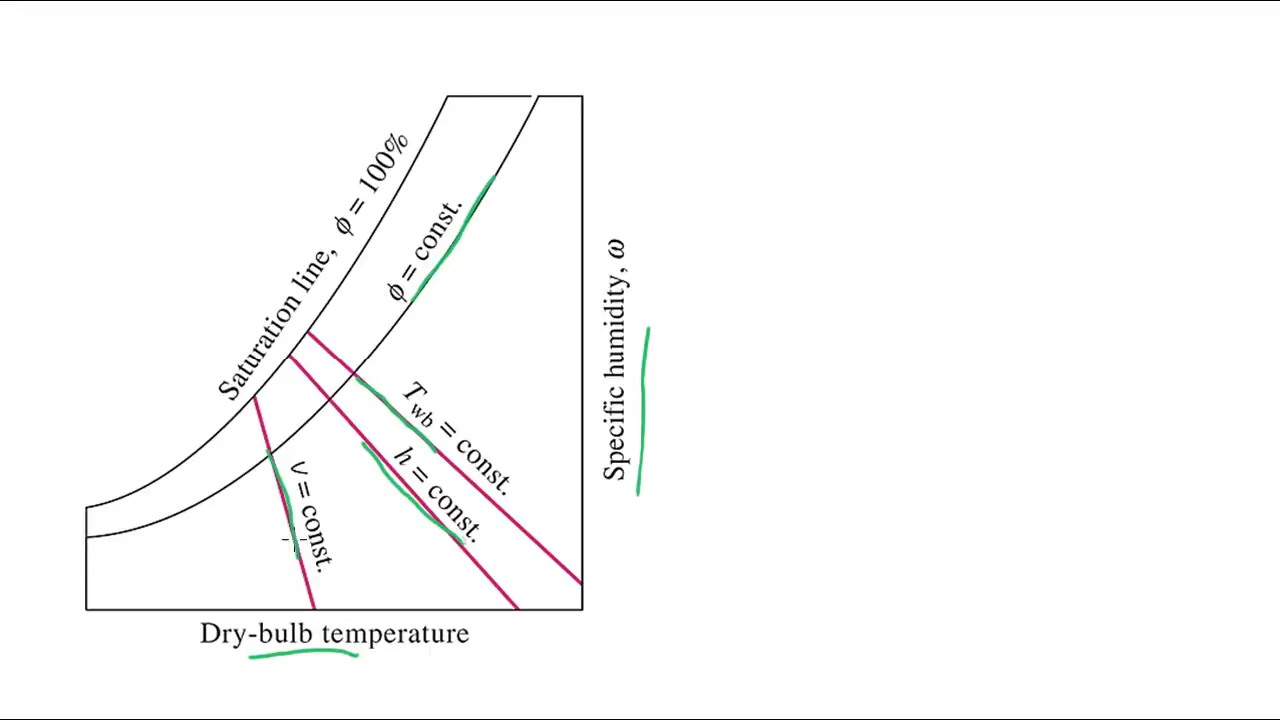 Saturation line, ϕ = 100%
ϕ = const.
T_wb = const.
h = const.
v = const.
Specific humidity, ω
Dry-bulb temperature